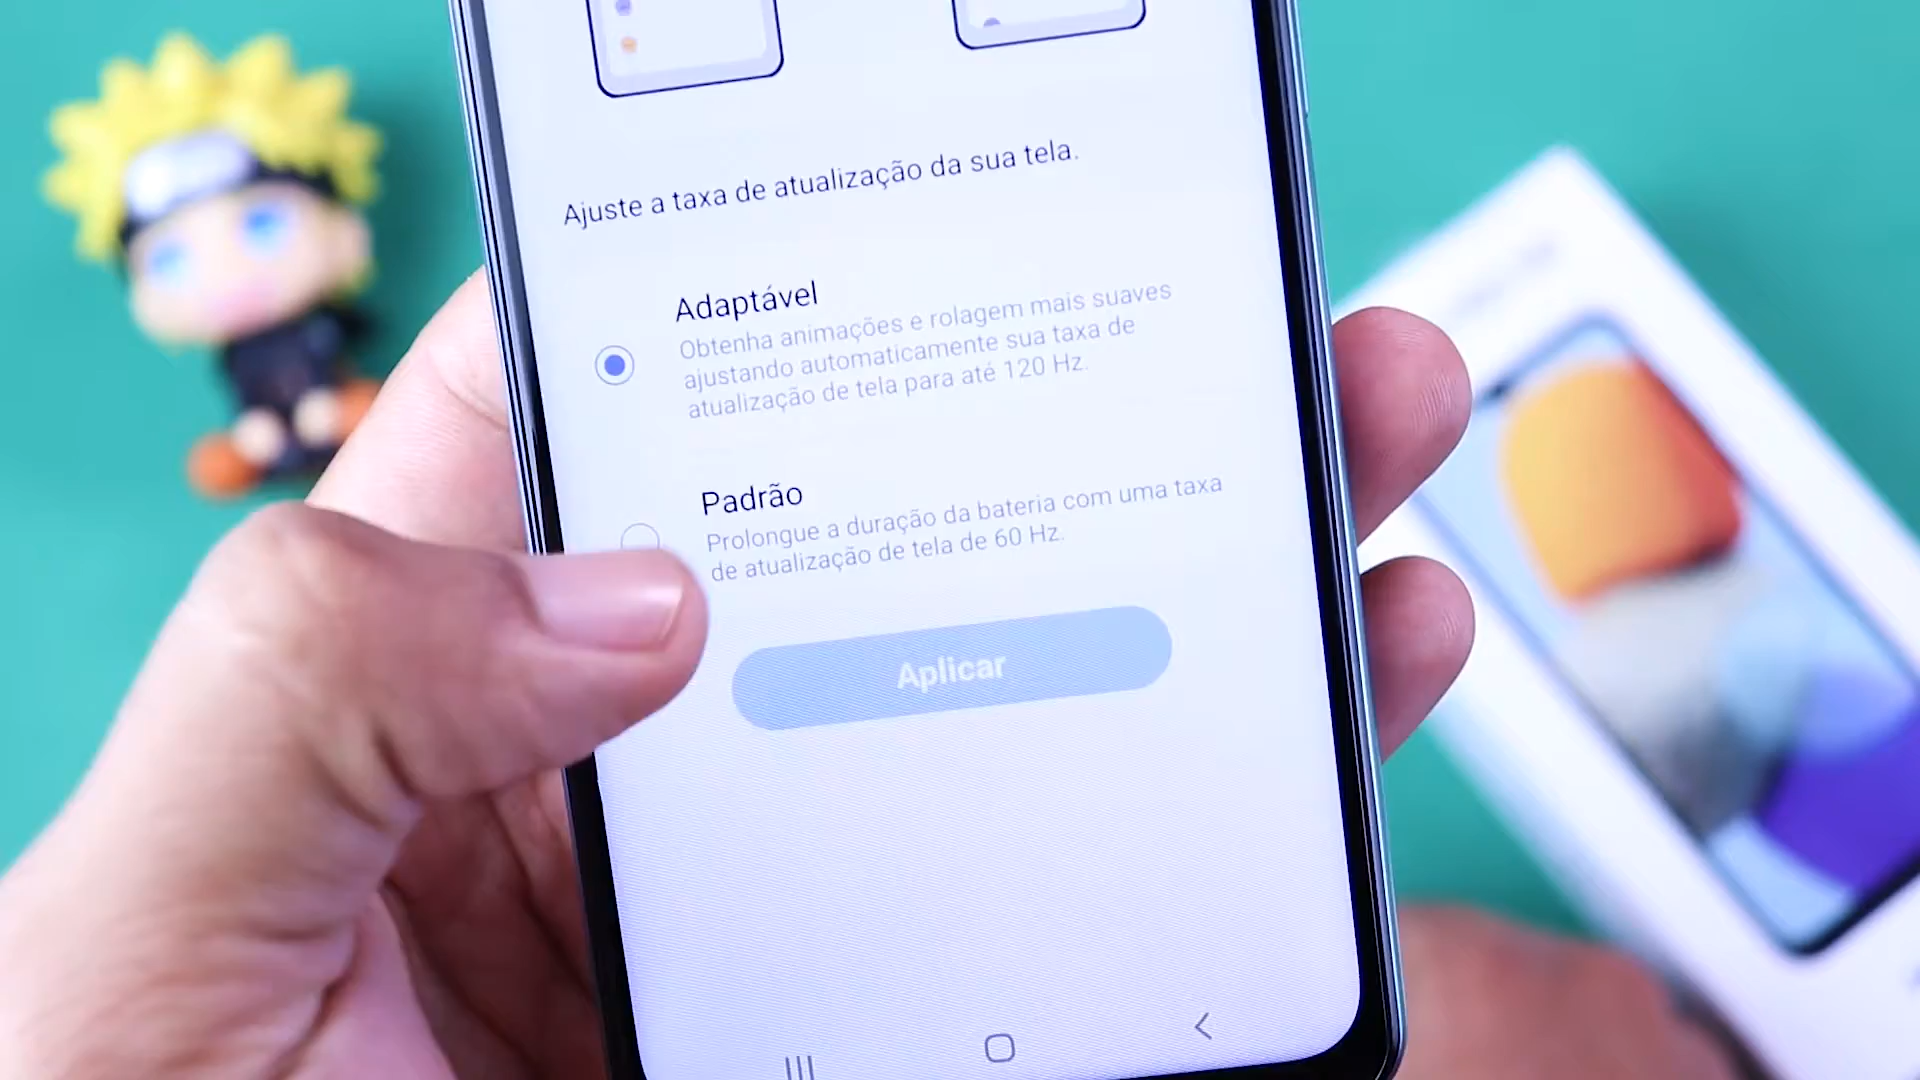 Ajuste a taxa de atualização da sua tela.
Adaptável
Obtenha animações e rolagem mais suaves
ajustando automaticamente sua taxa de
atualização de tela para até 120 Hz.
Padrão
Prolongue a duração da bateria com uma taxa
de atualização de tela de 60 Hz.
Aplicar